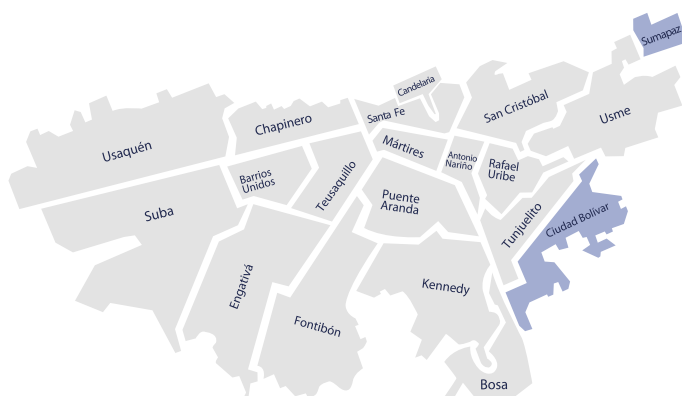 Sumapaz
Candelaria
San Cristóbal
Usme
Santa Fe
Chapinero
Usaquén
Mártires
Antonio
Nariño
Rafael
Uribe
Barrios
Unidos
Teusaquillo
Puente
Aranda
Suba
Tunjuelito
Ciudad Bolívar
Engativá
Kennedy
Fontibón
Bosa